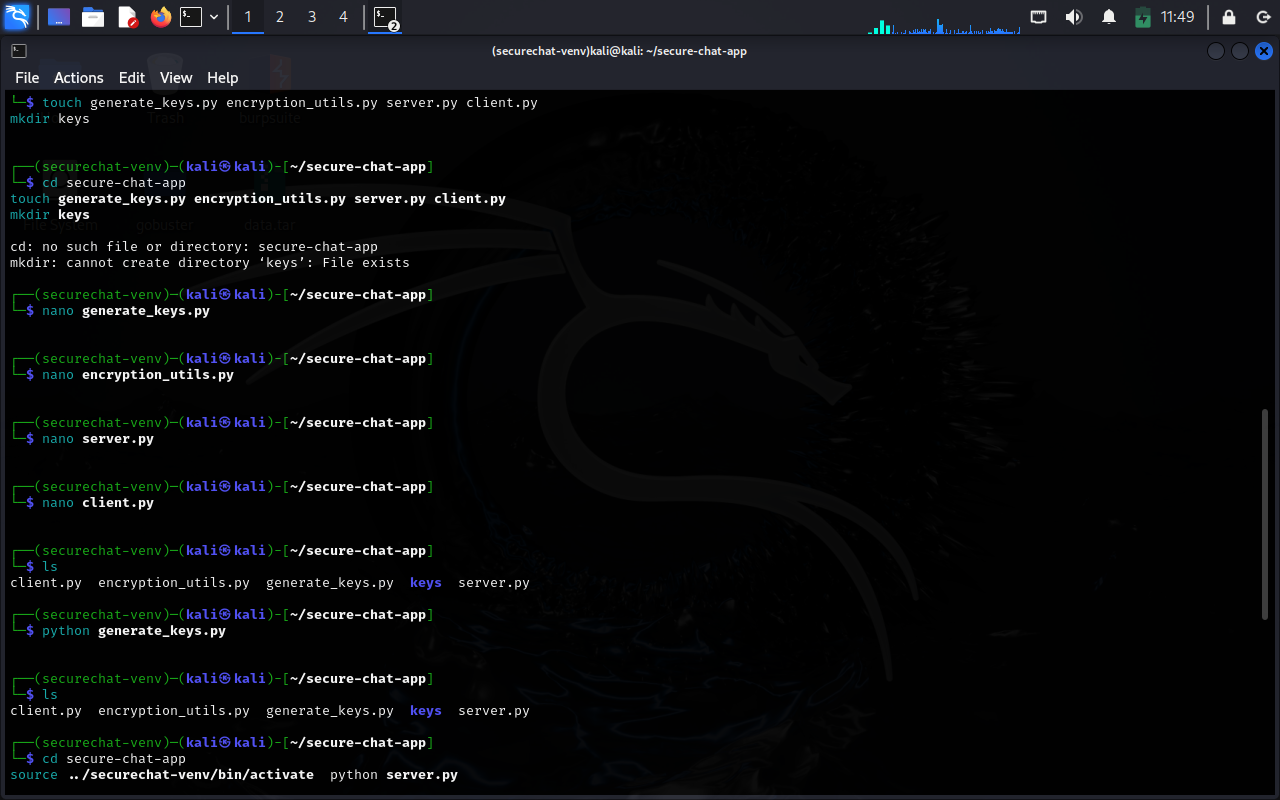 1 2 3 4 2 11:49
(securechat-venv)kali@kali: ~/secure-chat-app
File Actions Edit View Help
└─$ touch generate_keys.py encryption_utils.py server.py client.py
mkdir keys
Trash burpsuite
┌──(securechat-venv)─(kali㉿kali)-[~/secure-chat-app]
└─$ cd secure-chat-app
touch generate_keys.py encryption_utils.py server.py client.py
mkdir keys
File System gobuster data.tar
cd: no such file or directory: secure-chat-app
mkdir: cannot create directory ‘keys’: File exists
┌──(securechat-venv)─(kali㉿kali)-[~/secure-chat-app]
└─$ nano generate_keys.py
┌──(securechat-venv)─(kali㉿kali)-[~/secure-chat-app]
└─$ nano encryption_utils.py
┌──(securechat-venv)─(kali㉿kali)-[~/secure-chat-app]
└─$ nano server.py
┌──(securechat-venv)─(kali㉿kali)-[~/secure-chat-app]
└─$ nano client.py
┌──(securechat-venv)─(kali㉿kali)-[~/secure-chat-app]
└─$ ls
client.py encryption_utils.py generate_keys.py keys server.py
┌──(securechat-venv)─(kali㉿kali)-[~/secure-chat-app]
└─$ python generate_keys.py
┌──(securechat-venv)─(kali㉿kali)-[~/secure-chat-app]
└─$ ls
client.py encryption_utils.py generate_keys.py keys server.py
┌──(securechat-venv)─(kali㉿kali)-[~/secure-chat-app]
└─$ cd secure-chat-app
source ../securechat-venv/bin/activate python server.py